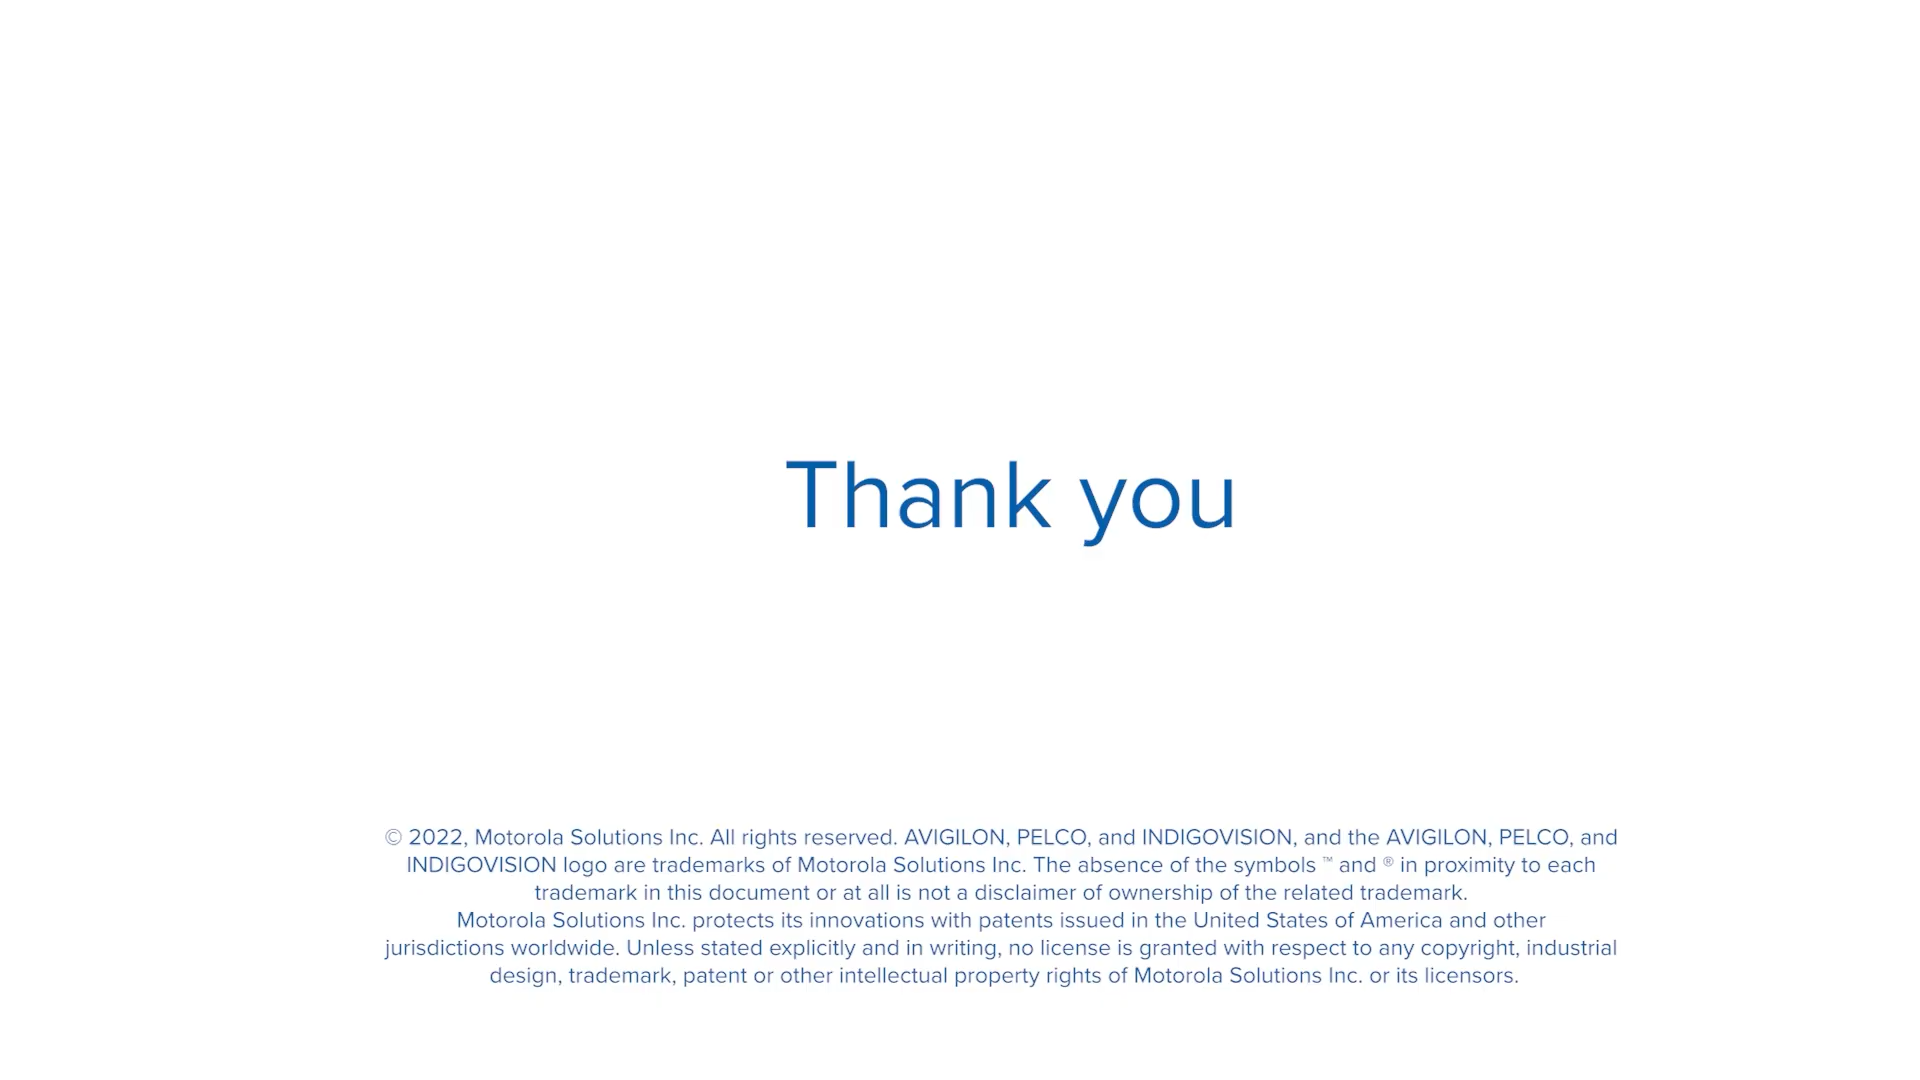 Thank you
© 2022, Motorola Solutions Inc. All rights reserved. AVIGILON, PELCO, and INDIGOVISION, and the AVIGILON, PELCO, and
INDIGOVISION logo are trademarks of Motorola Solutions Inc. The absence of the symbols ™ and ® in proximity to each
trademark in this document or at all is not a disclaimer of ownership of the related trademark.
Motorola Solutions Inc. protects its innovations with patents issued in the United States of America and other
jurisdictions worldwide. Unless stated explicitly and in writing, no license is granted with respect to any copyright, industrial
design, trademark, patent or other intellectual property rights of Motorola Solutions Inc. or its licensors.